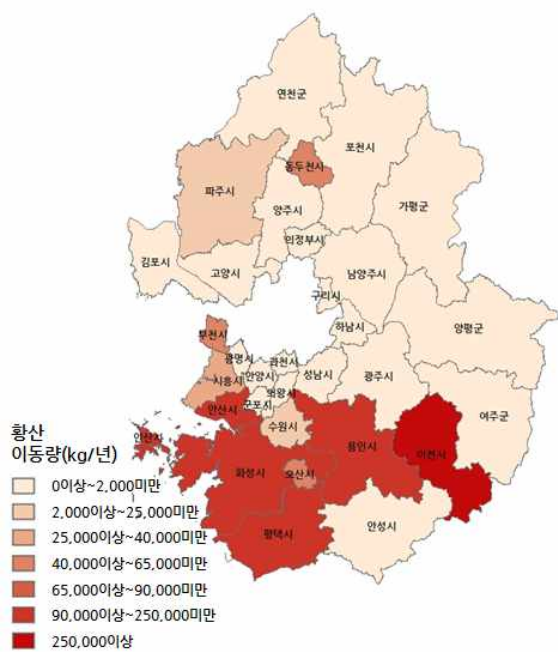 연천군
포천시
동두천시
파주시
양주시
가평군
의정부시
김포시
고양시
남양주시
구리시
양평군
하남시
부천시
광명시
과천시
시흥시
안양시
성남시
광주시
의왕시
군포시
안산시
수원시
여주군
안산시
용인시
이천시
화성시
오산시
평택시
안성시
황산
이동량(kg/년)
0이상~2,000미만
2,000이상~25,000미만
25,000이상~40,000미만
40,000이상~65,000미만
65,000이상~90,000미만
90,000이상~250,000미만
250,000이상